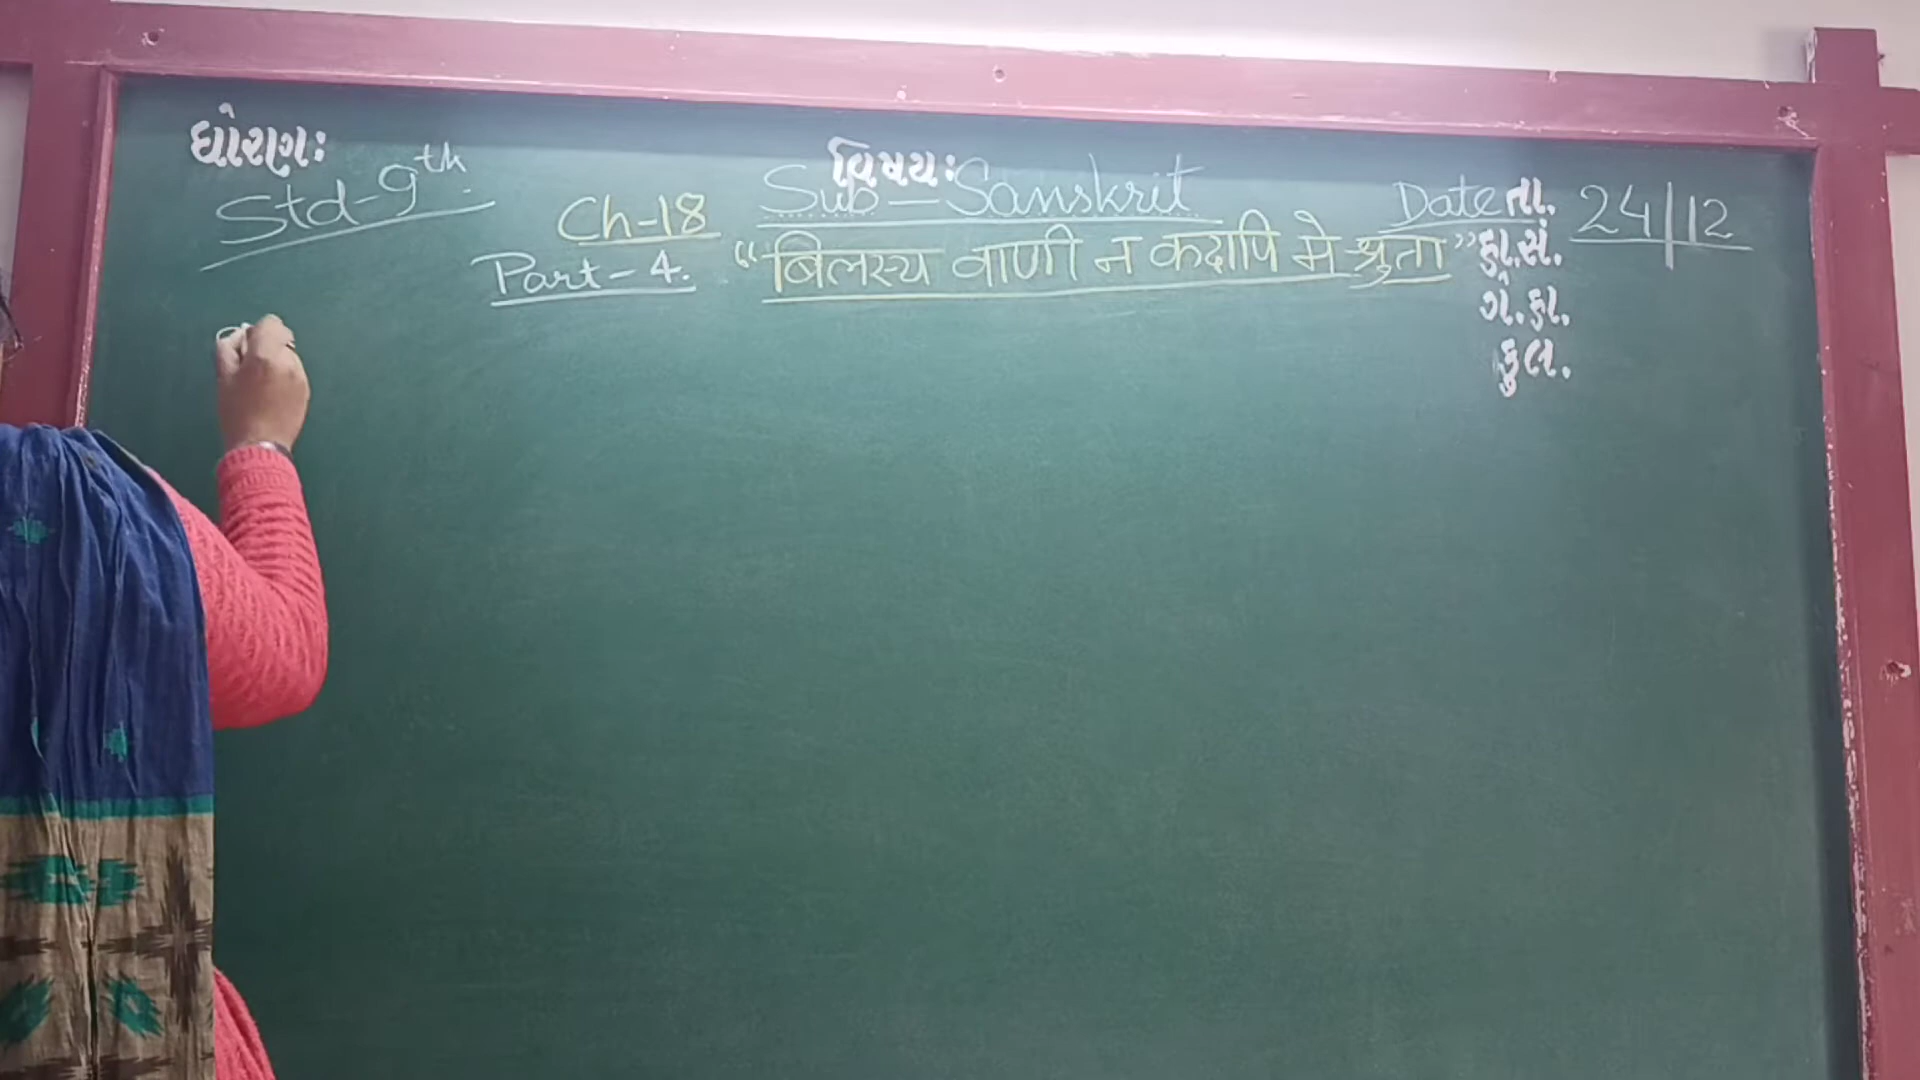 ધોરણઃ
Std-9th.
વિષયઃ
Sub-Sanskrit
Date તા. 24/12
Ch-18
Part-4. "बिलस्य वाणी न कदापि मे श्रुता"
હા.સં.
ગે.હા.
કુલ.